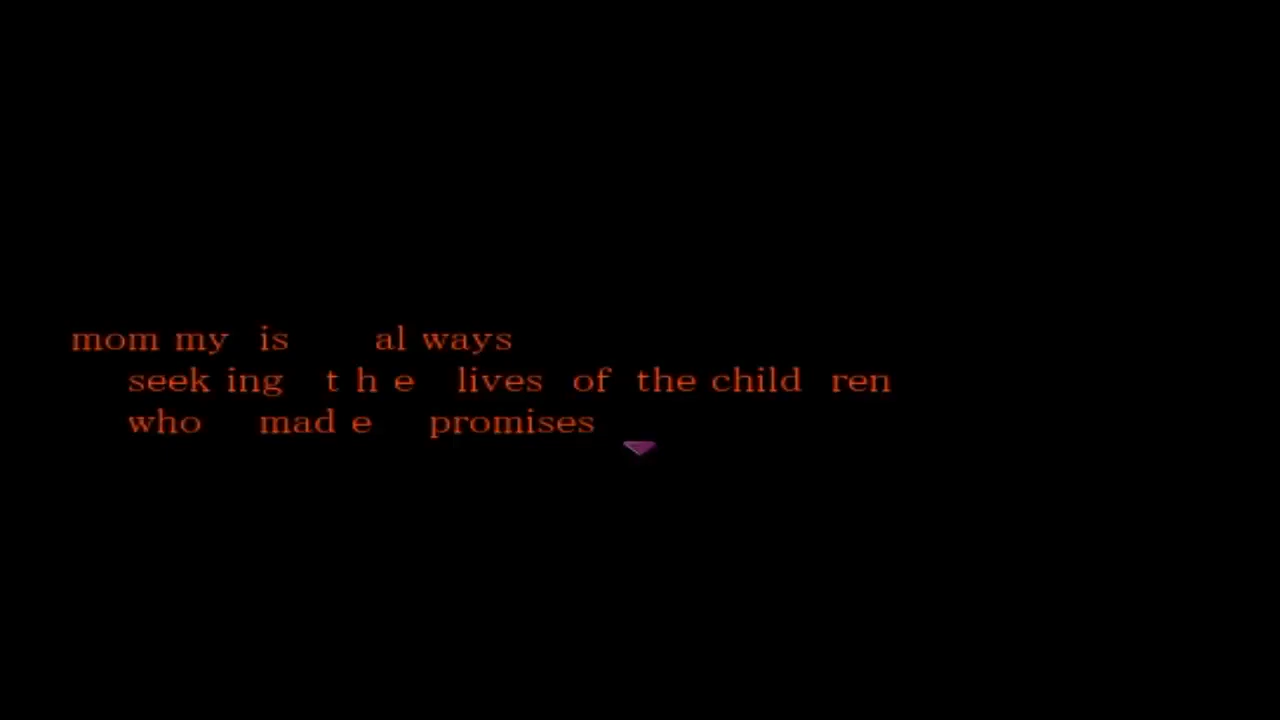 mom my is al ways
seek ing t h e lives of the child ren
who mad e promises